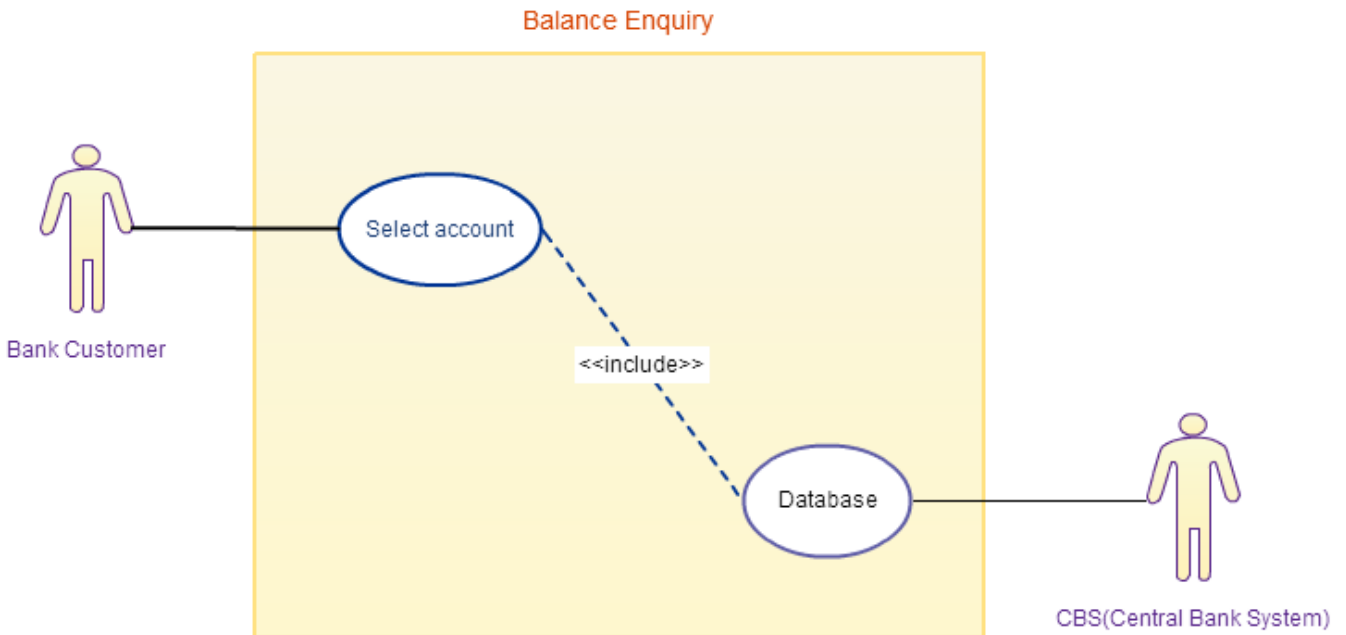 Balance Enquiry
Select account
Bank Customer
<<include>>
Database
CBS(Central Bank System)